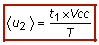 ⟨u₂⟩ = t₁ × Vcc / T